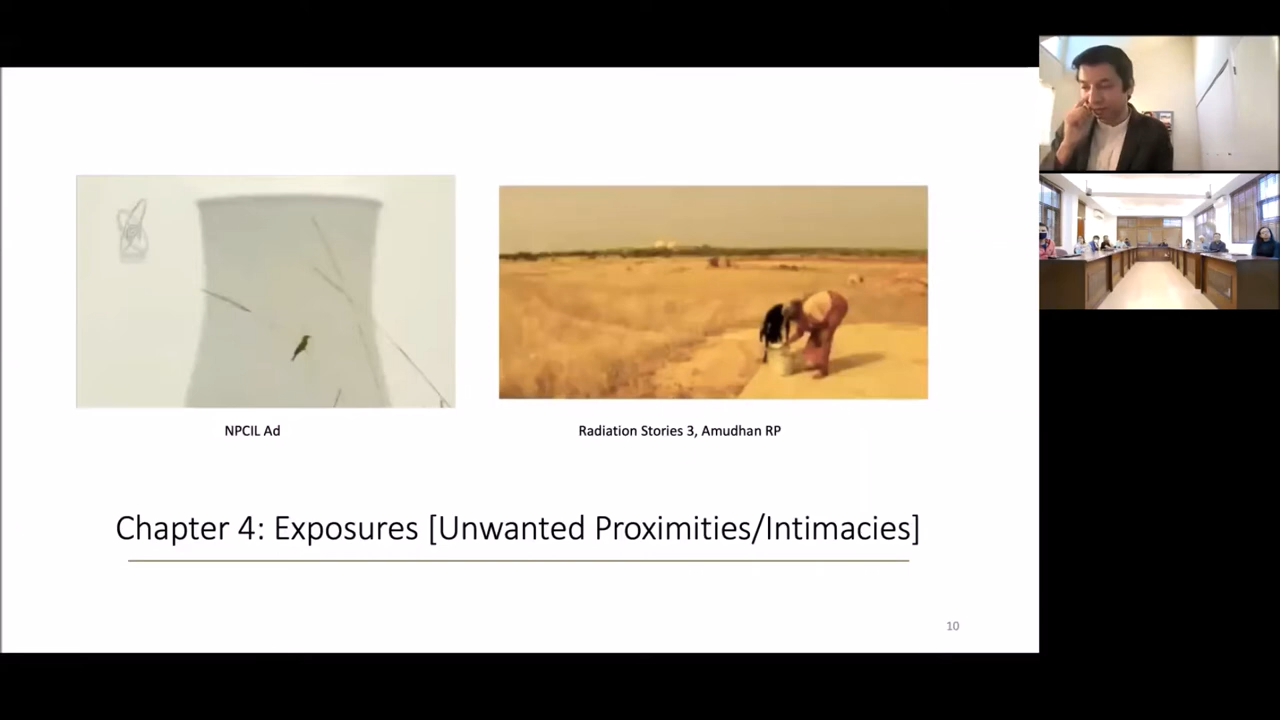 NPCIL Ad
Radiation Stories 3, Amudhan RP
Chapter 4: Exposures [Unwanted Proximities/Intimacies]
10